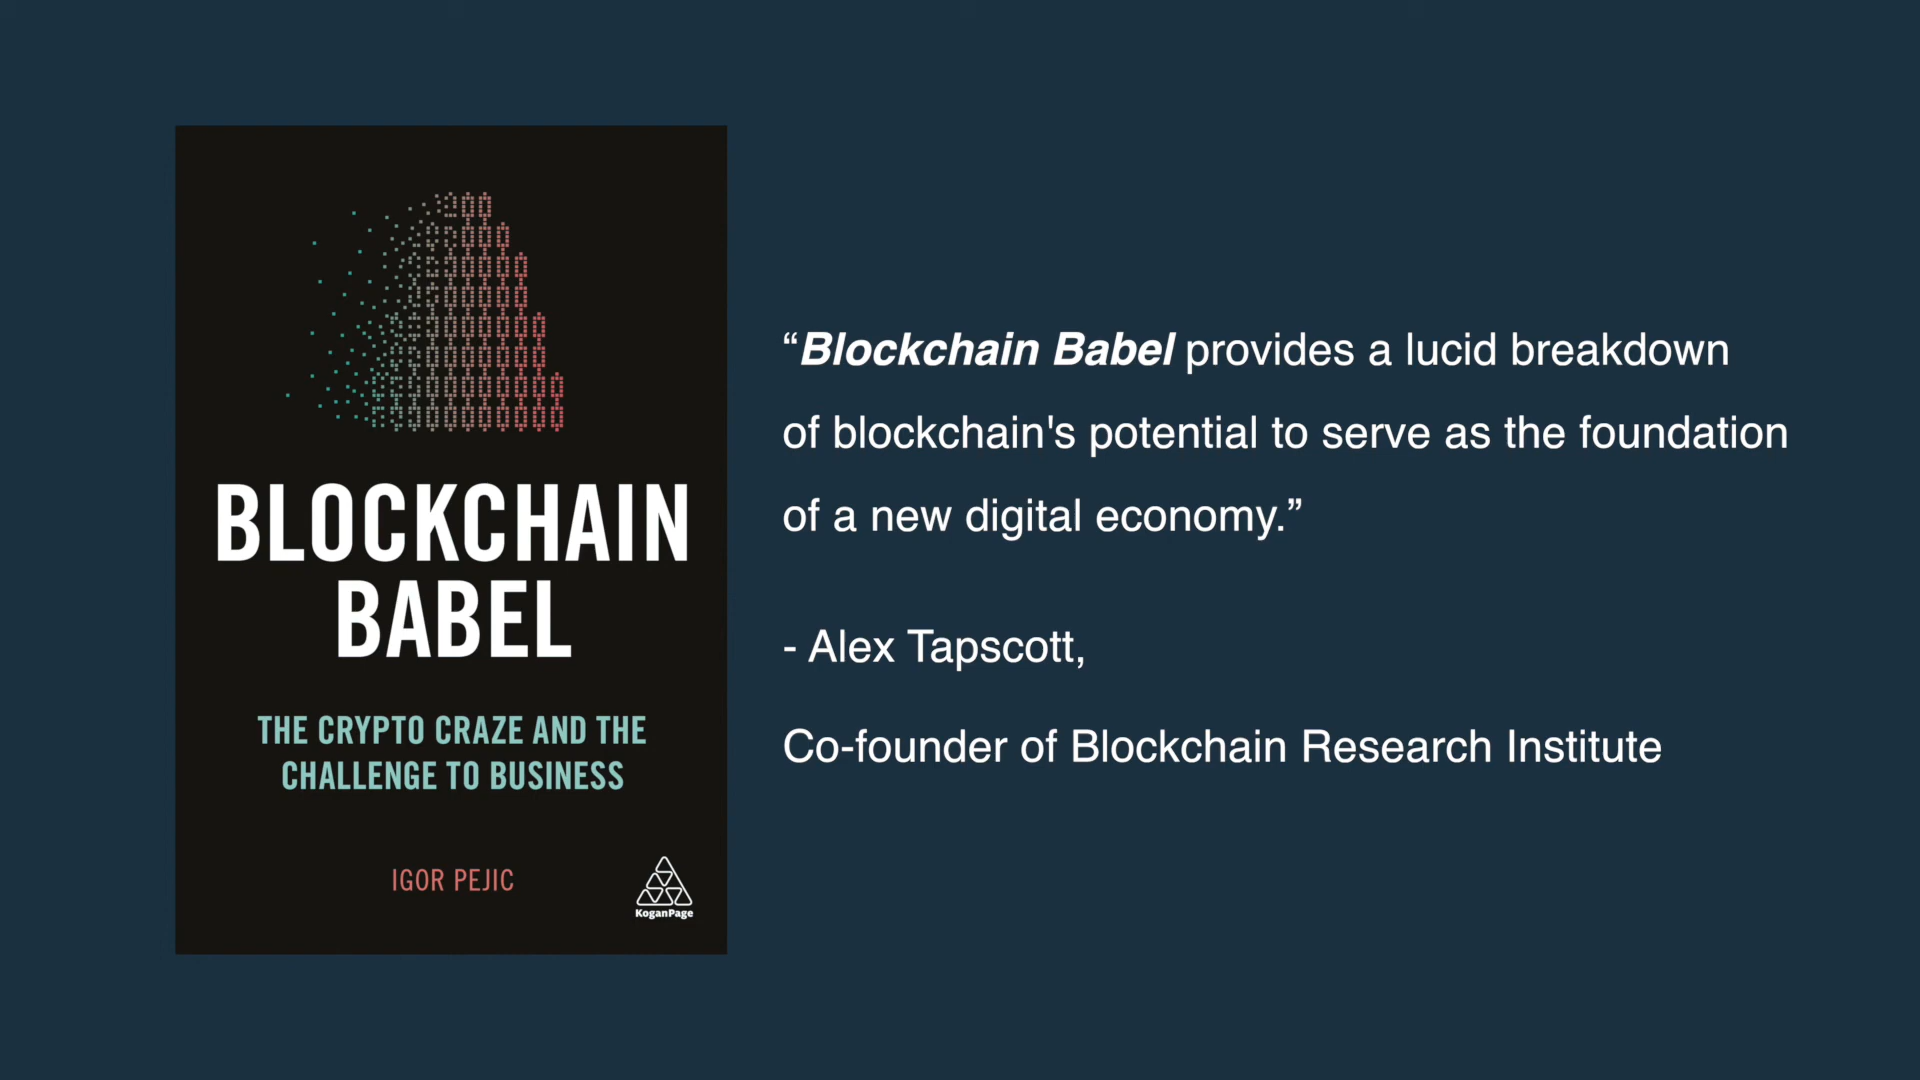 BLOCKCHAIN
BABEL
THE CRYPTO CRAZE AND THE
CHALLENGE TO BUSINESS
IGOR PEJIC
KoganPage
“Blockchain Babel provides a lucid breakdown
of blockchain's potential to serve as the foundation
of a new digital economy.”
- Alex Tapscott,
Co-founder of Blockchain Research Institute